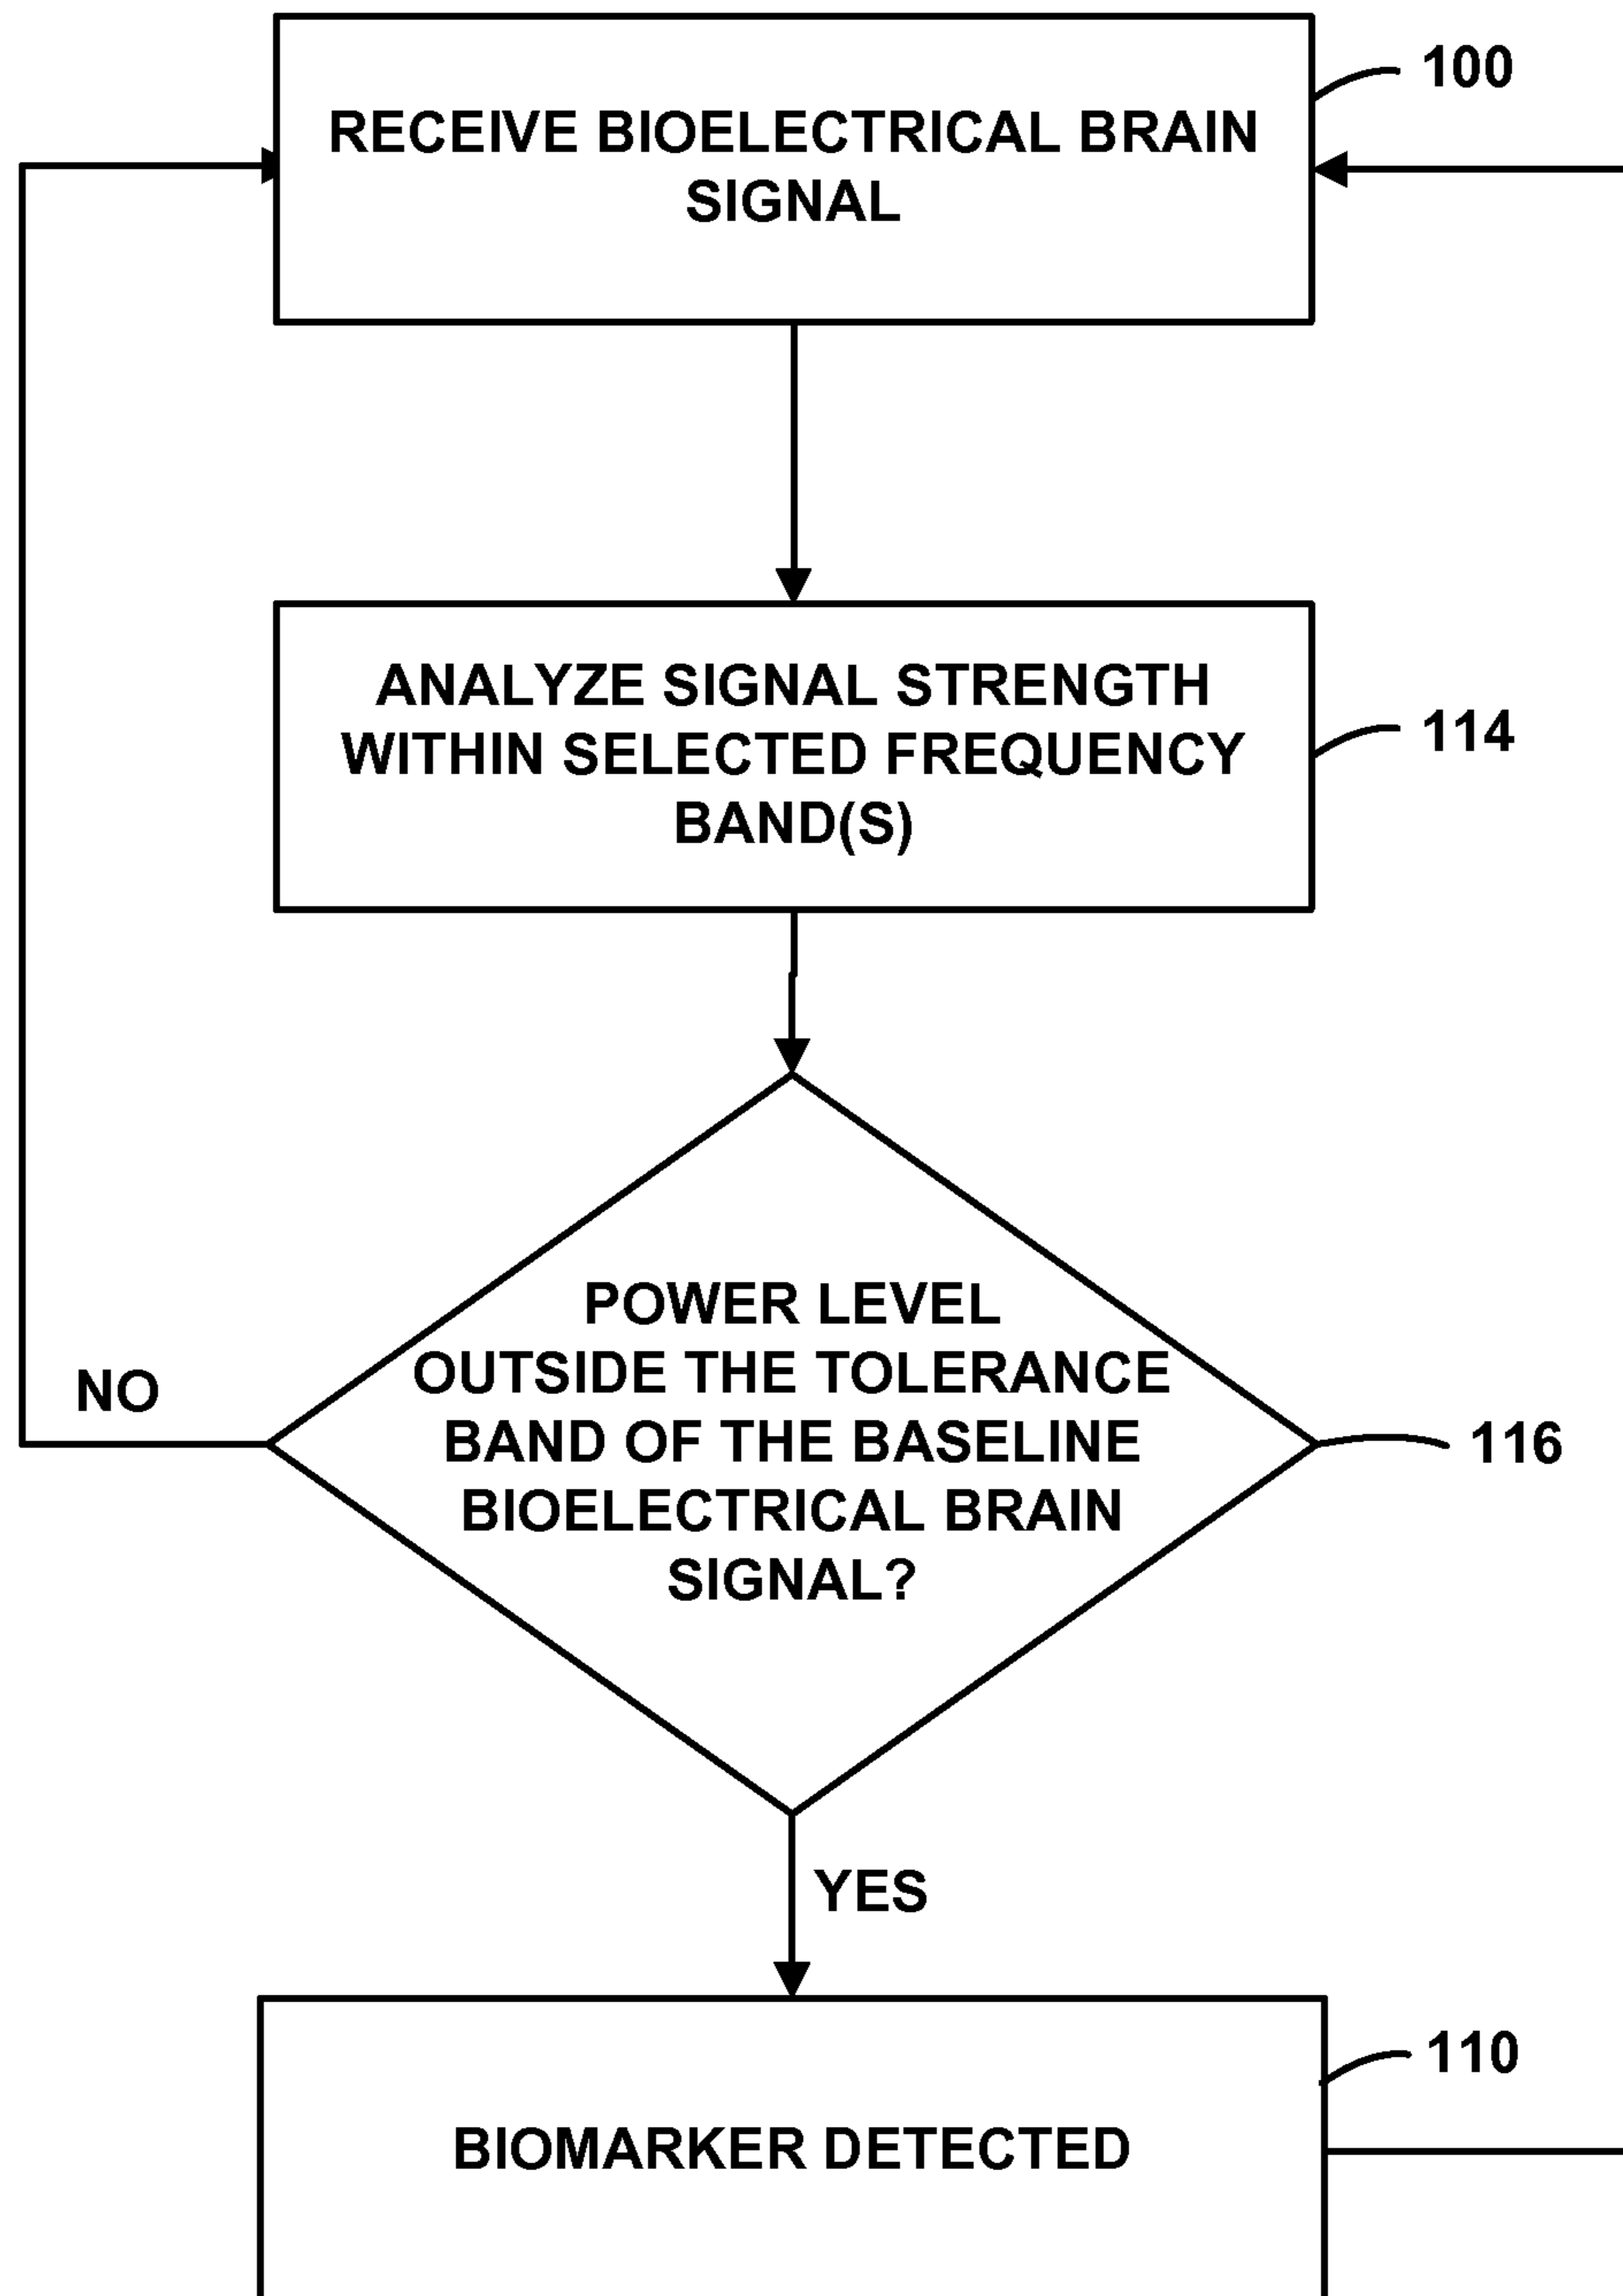 100
RECEIVE BIOELECTRICAL BRAIN
SIGNAL
ANALYZE SIGNAL STRENGTH
WITHIN SELECTED FREQUENCY
BAND(S)
114
POWER LEVEL
OUTSIDE THE TOLERANCE
BAND OF THE BASELINE
BIOELECTRICAL BRAIN
SIGNAL?
NO
116
YES
110
BIOMARKER DETECTED